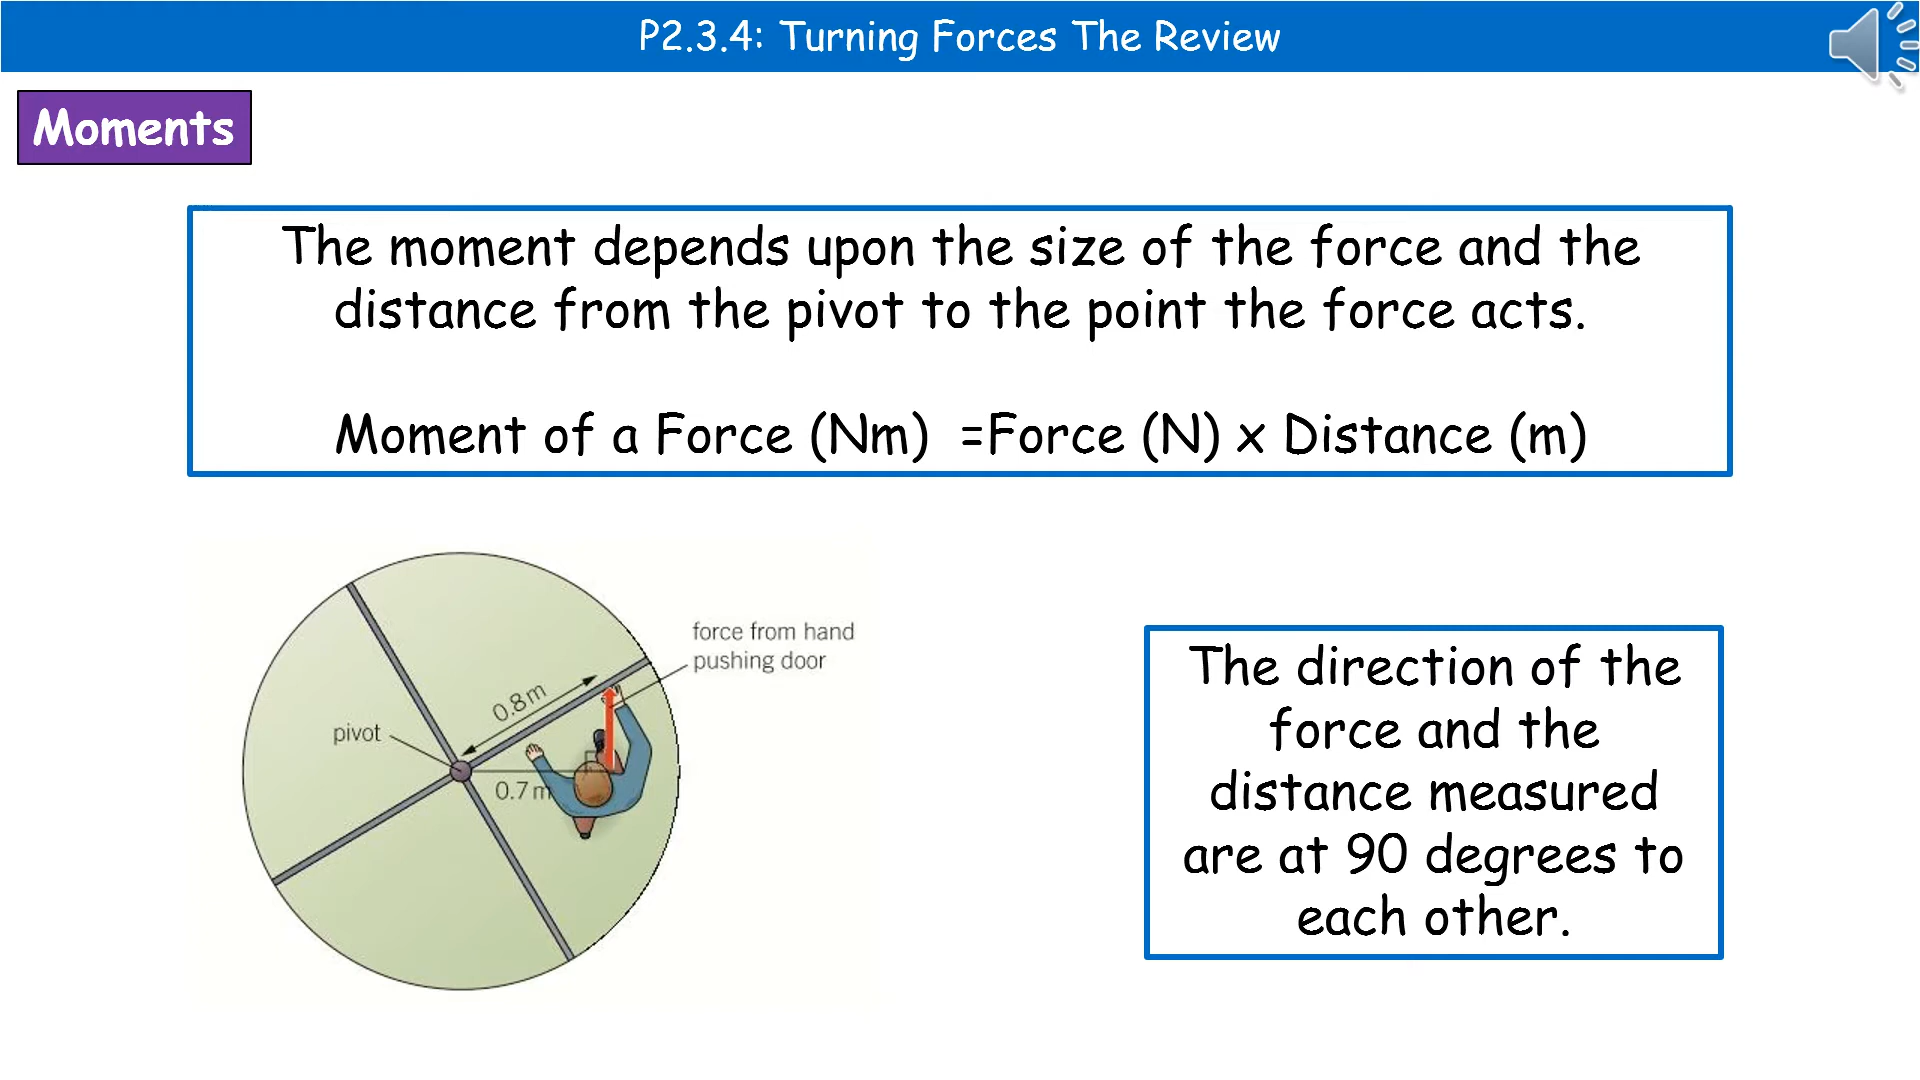 P2.3.4: Turning Forces The Review
Moments
The moment depends upon the size of the force and the
distance from the pivot to the point the force acts.
Moment of a Force (Nm)  =Force (N) x Distance (m)
force from hand
pushing door
0.8 m
pivot
0.7 m
The direction of the
force and the
distance measured
are at 90 degrees to
each other.